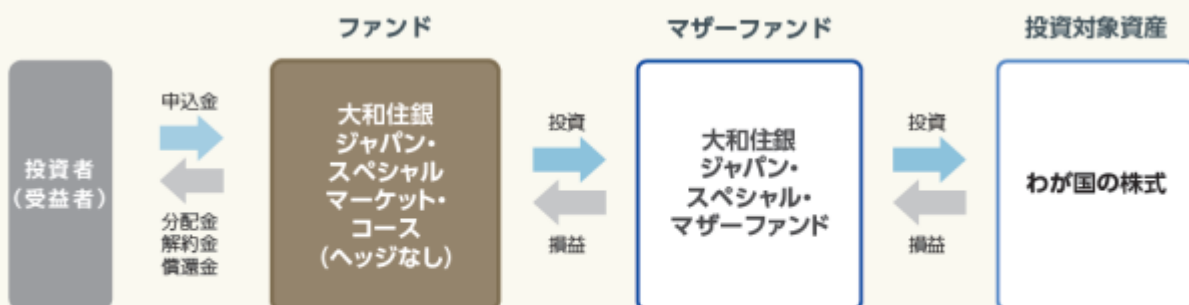 ファンド
マザーファンド
投資対象資産
投資者
(受益者)
申込金
分配金
解約金
償還金
大和住銀
ジャパン・
スペシャル
マーケット・
コース
(ヘッジなし)
投資
損益
大和住銀
ジャパン・
スペシャル・
マザーファンド
投資
損益
わが国の株式